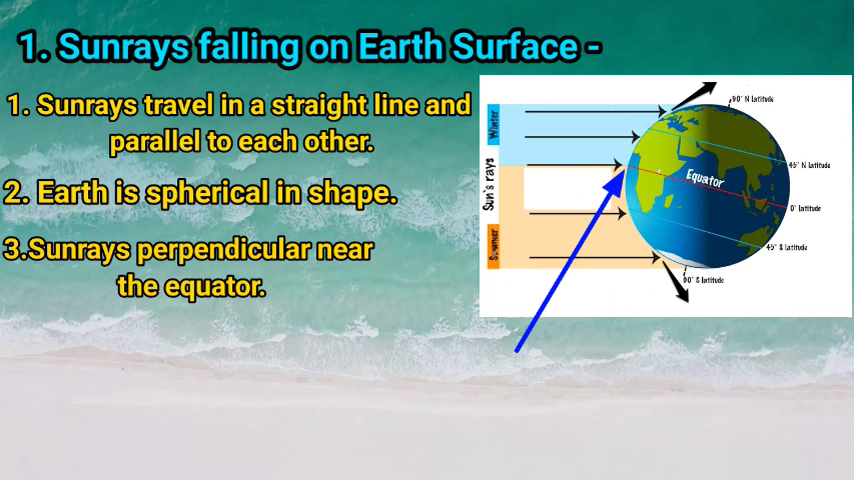 1. Sunrays falling on Earth Surface -
1. Sunrays travel in a straight line and
parallel to each other.
2. Earth is spherical in shape.
3.Sunrays perpendicular near
the equator.
Winter
Sun's rays
Summer
90° N latitude
45° N latitude
Equator
0° latitude
45° S latitude
90° S latitude